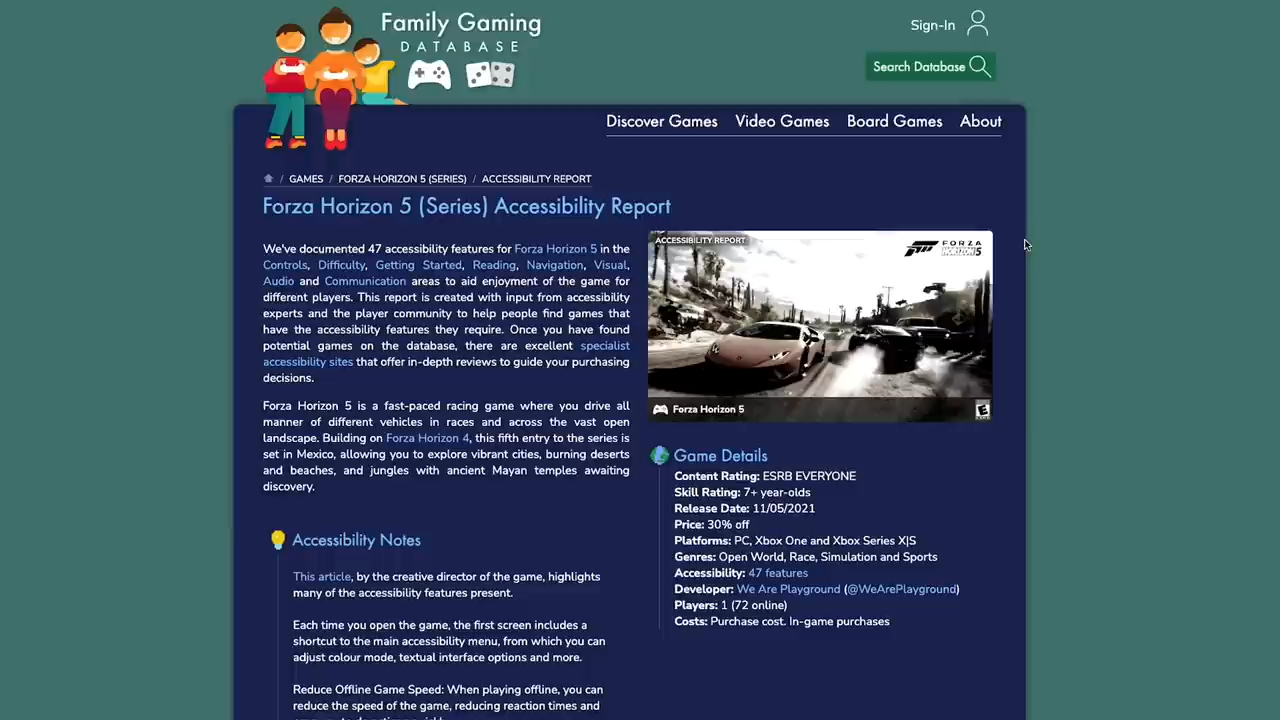 Family Gaming
DATABASE
Sign-In
Search Database
Discover Games
Video Games
Board Games
About
/ GAMES / FORZA HORIZON 5 (SERIES) / ACCESSIBILITY REPORT
Forza Horizon 5 (Series) Accessibility Report
We've documented 47 accessibility features for Forza Horizon 5 in the
Controls, Difficulty, Getting Started, Reading, Navigation, Visual,
Audio and Communication areas to aid enjoyment of the game for
different players. This report is created with input from accessibility
experts and the player community to help people find games that
have the accessibility features they require. Once you have found
potential games on the database, there are excellent specialist
accessibility sites that offer in-depth reviews to guide your purchasing
decisions.
Forza Horizon 5 is a fast-paced racing game where you drive all
manner of different vehicles in races and across the vast open
landscape. Building on Forza Horizon 4, this fifth entry to the series is
set in Mexico, allowing you to explore vibrant cities, burning deserts
and beaches, and jungles with ancient Mayan temples awaiting
discovery.
Accessibility Notes
This article, by the creative director of the game, highlights
many of the accessibility features present.
Each time you open the game, the first screen includes a
shortcut to the main accessibility menu, from which you can
adjust colour mode, textual interface options and more.
Reduce Offline Game Speed: When playing offline, you can
reduce the speed of the game, reducing reaction times and
ACCESSIBILITY REPORT
FORZA
HORIZON5
Forza Horizon 5
E
Game Details
Content Rating: ESRB EVERYONE
Skill Rating: 7+ year-olds
Release Date: 11/05/2021
Price: 30% off
Platforms: PC, Xbox One and Xbox Series X|S
Genres: Open World, Race, Simulation and Sports
Accessibility: 47 features
Developer: We Are Playground (@WeArePlayground)
Players: 1 (72 online)
Costs: Purchase cost. In-game purchases